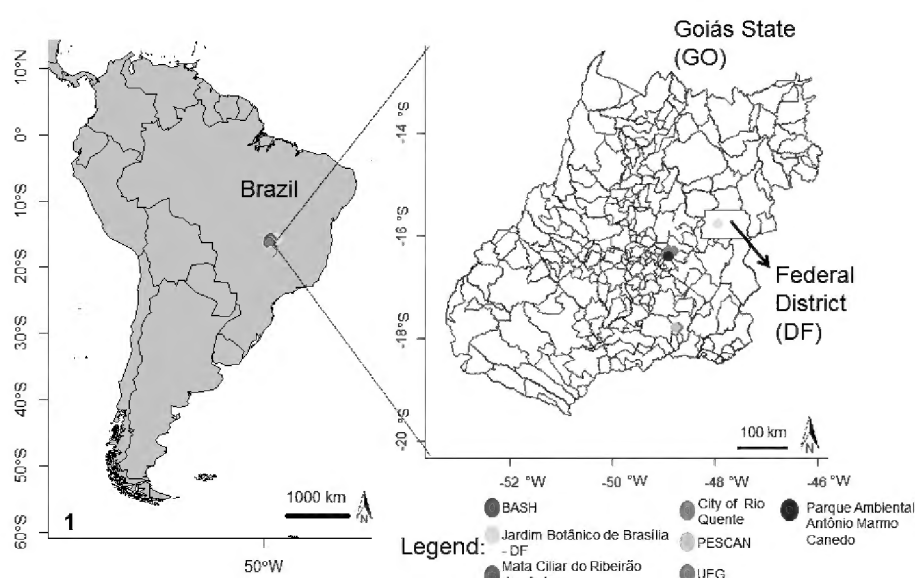 Goiás State
(GO)
Brazil
Federal
District
(DF)
10°N
0°
10°S
20°S
30°S
40°S
50°S
60°S
50°W
1000 km
N
1
-14
-16
-18 °S
-20 °S
-52 °W
-50 °W
-48 °W
-46 °W
100 km
N
Legend:
BASH
Jardim Botânico de Brasília
- DF
Mata Ciliar do Ribeirão
City of Rio
Quente
PESCAN
UFG
Parque Ambiental
Antônio Marmo
Canedo